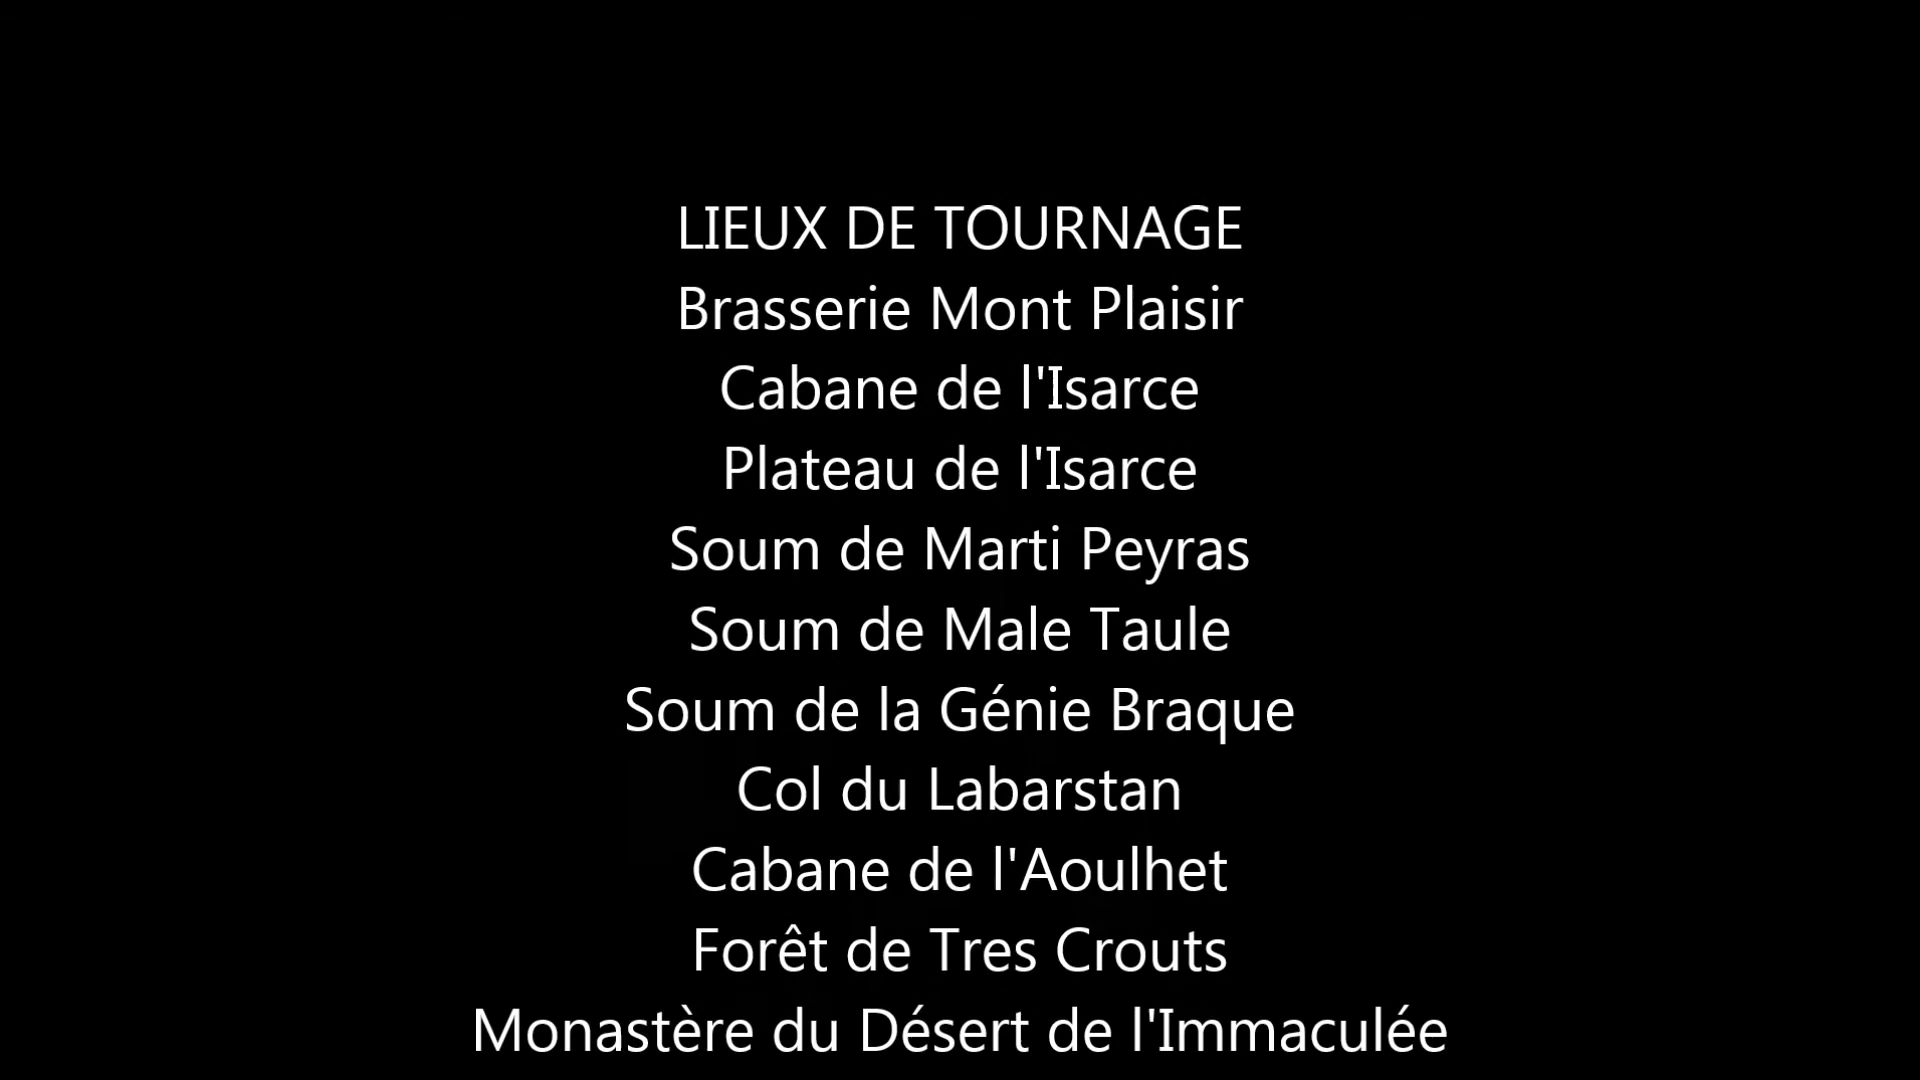 LIEUX DE TOURNAGE
Brasserie Mont Plaisir
Cabane de l'Isarce
Plateau de l'Isarce
Soum de Marti Peyras
Soum de Male Taule
Soum de la Génie Braque
Col du Labarstan
Cabane de l'Aoulhet
Forêt de Tres Crouts
Monastère du Désert de l'Immaculée